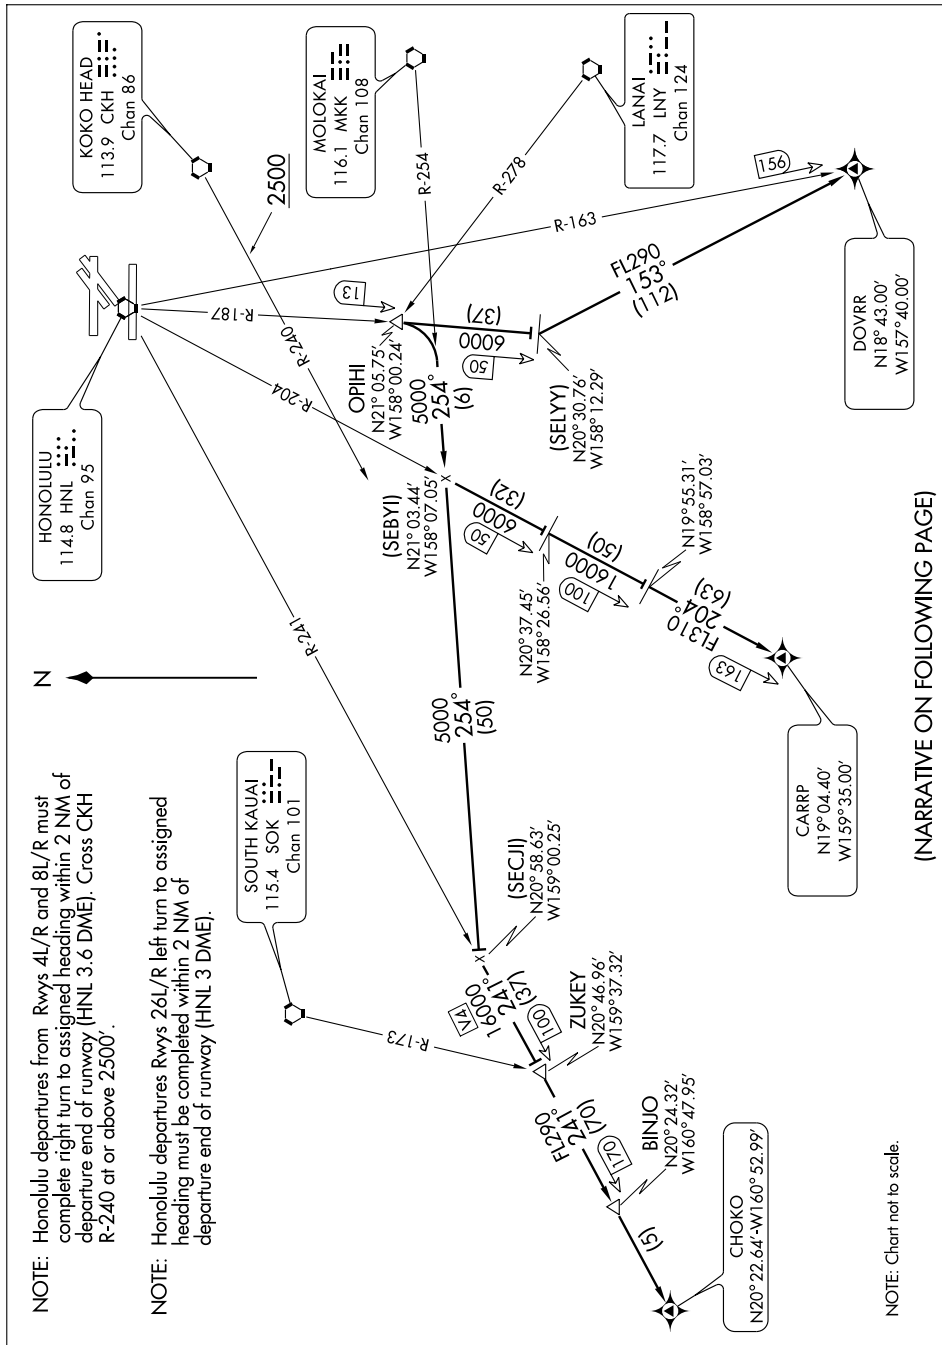 NOTE: Honolulu departures from Rwys 4L/R and 8L/R must
complete right turn to assigned heading within 2 NM of
departure end of runway (HNL 3.6 DME). Cross CKH
R-240 at or above 2500'.
NOTE: Honolulu departures Rwys 26L/R left turn to assigned
heading must be completed within 2 NM of
departure end of runway (HNL 3 DME).
N
HONOLULU
114.8 HNL
Chan 95
KOKO HEAD
113.9 CKH
Chan 86
2500
MOLOKAI
116.1 MKK
Chan 108
LANAI
117.7 LNY
Chan 124
SOUTH KAUAI
115.4 SOK
Chan 101
R-241
R-204
R-240
R-187
R-163
R-254
R-278
R-173
13
OPIHI
N21° 05.75'
W158° 00.24'
5000
254°
(6)
6000
(37)
50
(SELYY)
N20° 30.76'
W158° 12.29'
FL290
153°
(112)
156
DOVRR
N18° 43.00'
W157° 40.00'
(SEBYI)
N21° 03.44'
W158° 07.05'
6000
(32)
50
N20° 37.45'
W158° 26.56'
16000
(50)
100
N19° 55.31'
W158° 57.03'
FL310
204°
(63)
163
CARRP
N19° 04.40'
W159° 35.00'
5000
254°
(50)
(SECJI)
N20° 58.63'
W159° 00.25'
V4
16000
241°
(37)
100
ZUKEY
N20° 46.96'
W159° 37.32'
FL290
241°
(70)
170
BINJO
N20° 24.32'
W160° 47.95'
(5)
CHOKO
N20° 22.64'-W160° 52.99'
NOTE: Chart not to scale.
(NARRATIVE ON FOLLOWING PAGE)